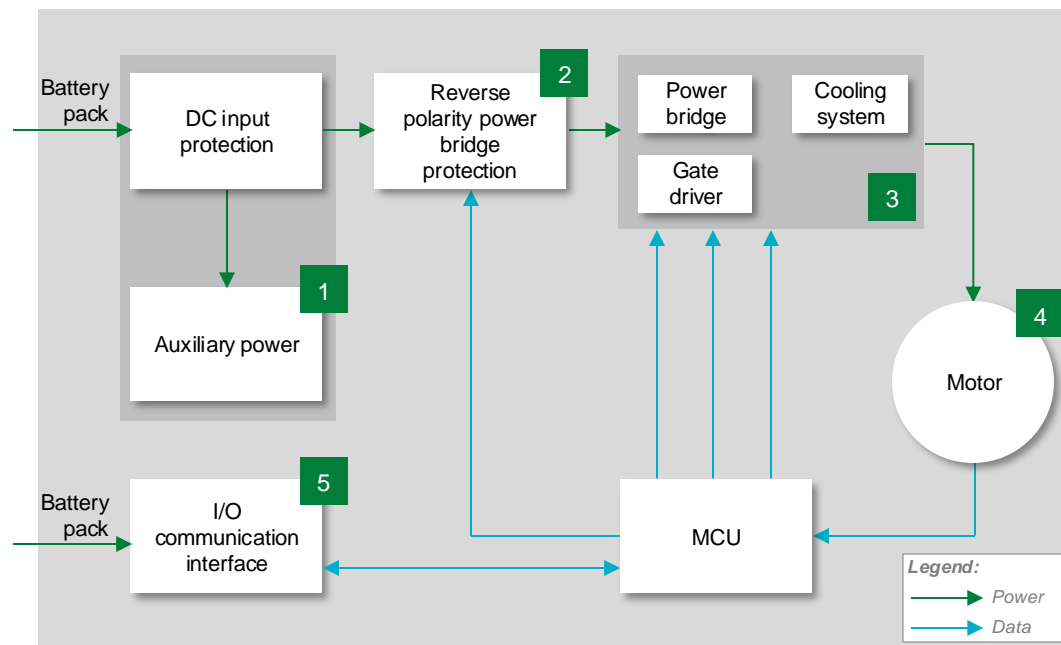 Battery
pack
DC input
protection
2
Reverse
polarity power
bridge
protection
Power
bridge
Cooling
system
Gate
driver
3
1
Auxiliary power
4
Motor
Battery
pack
5
I/O
communication
interface
MCU
Legend:
Power
Data